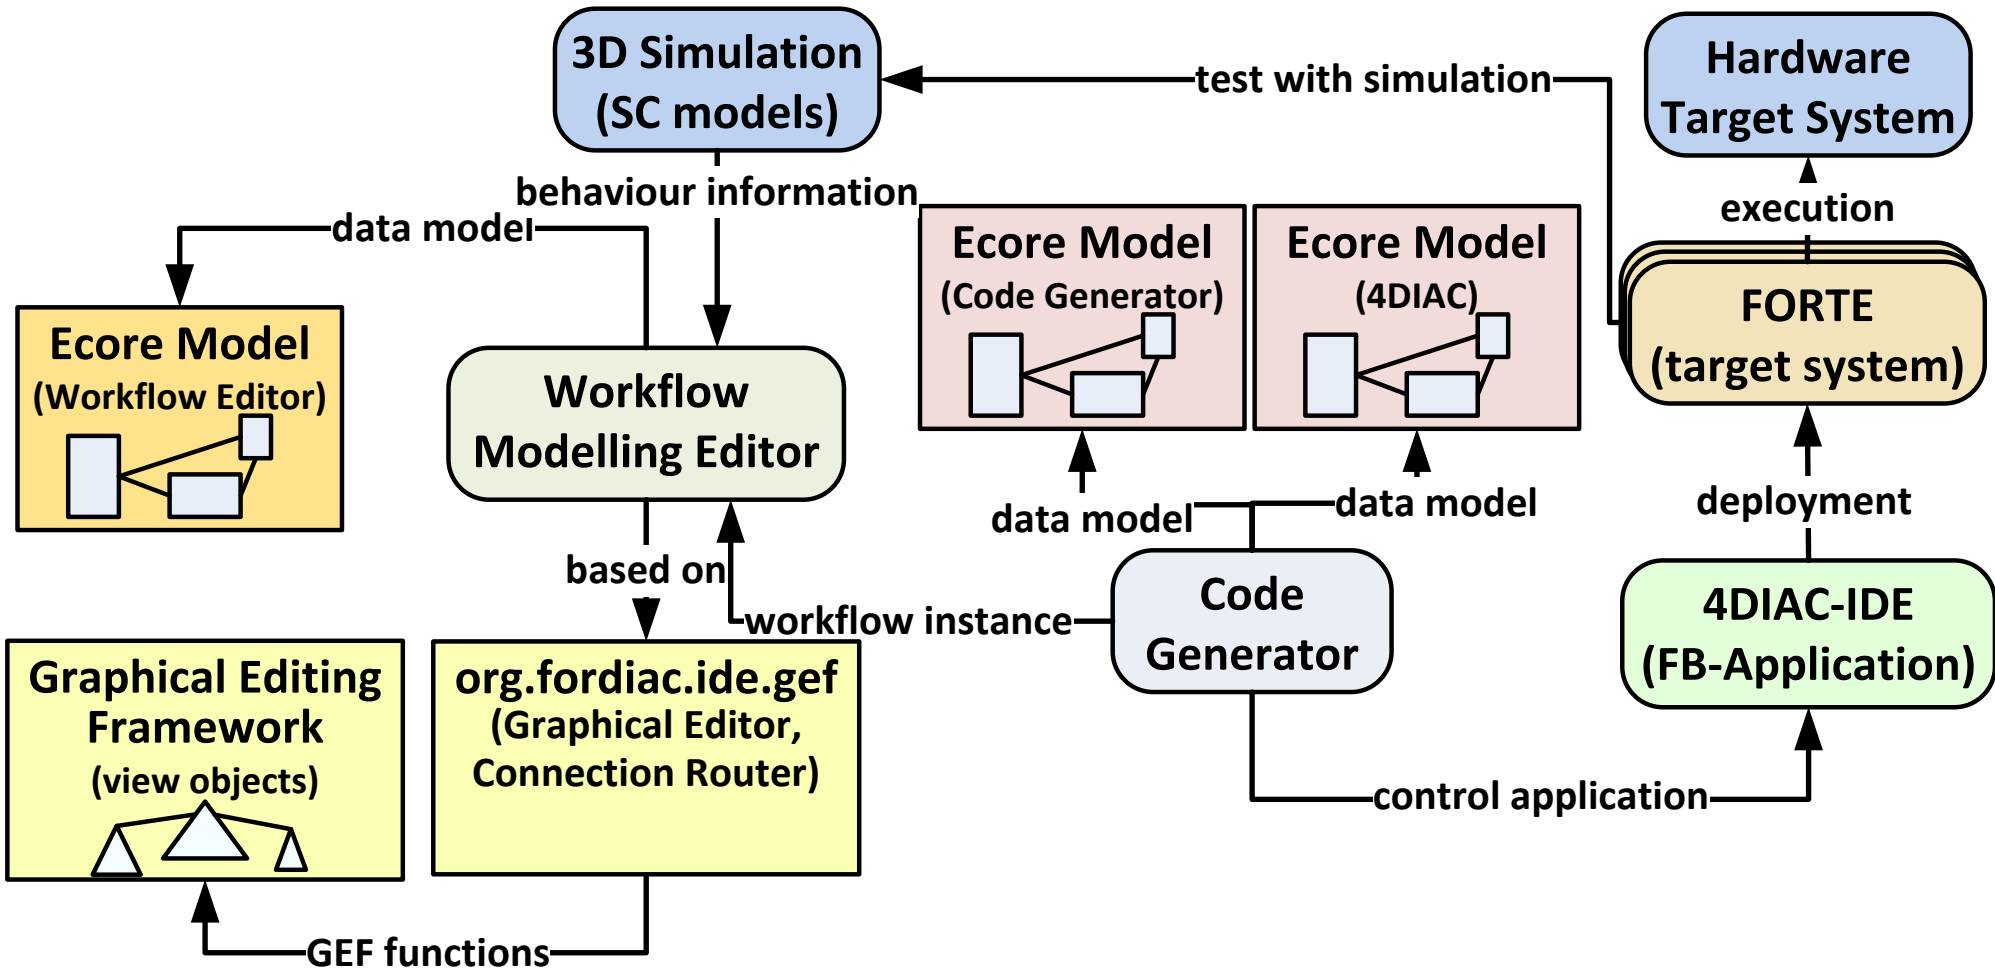 3D Simulation
(SC models)
test with simulation
Hardware
Target System
behaviour information
execution
data model
Ecore Model
(Workflow Editor)
Workflow
Modelling Editor
Ecore Model
(Code Generator)
Ecore Model
(4DIAC)
FORTE
(target system)
data model
data model
deployment
based on
workflow instance
Code
Generator
4DIAC-IDE
(FB-Application)
Graphical Editing
Framework
(view objects)
org.fordiac.ide.gef
(Graphical Editor,
Connection Router)
control application
GEF functions